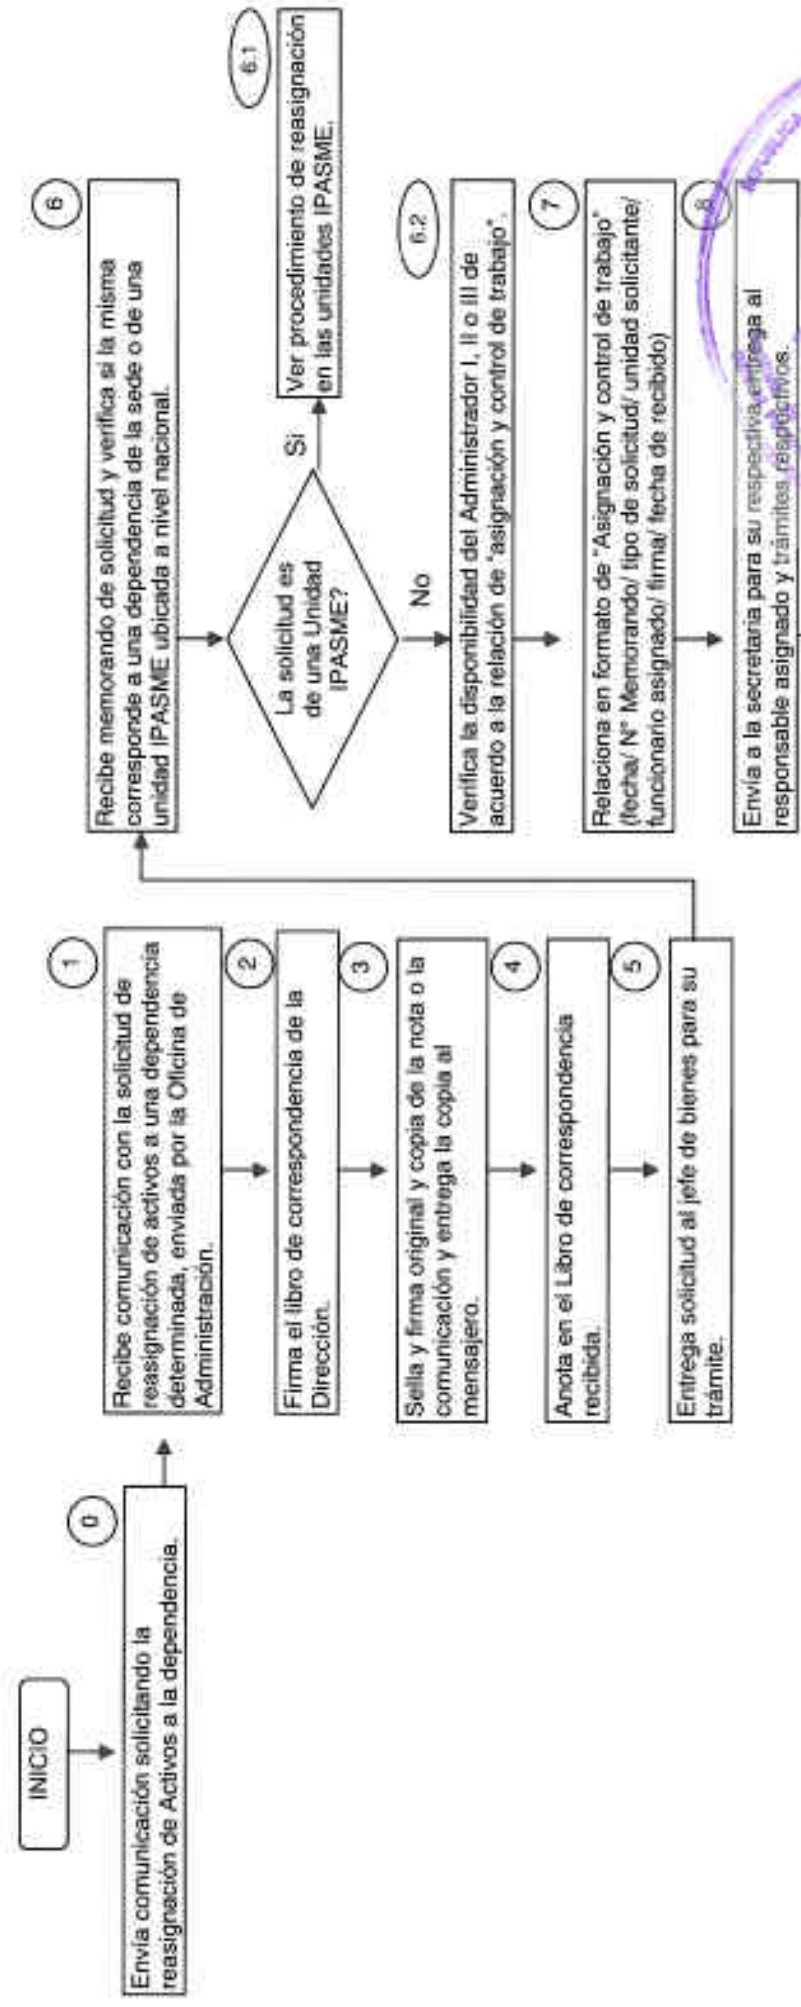 INICIO
0
Envía comunicación solicitando la
reasignación de Activos a la dependencia.
1
Recibe comunicación con la solicitud de
reasignación de activos a una dependencia
determinada, enviada por la Oficina de
Administración.
2
Firma el libro de correspondencia de la
Dirección.
3
Sella y firma original y copia de la nota o la
comunicación y entrega la copia al
mensajero.
4
Anota en el Libro de correspondencia
recibida.
5
Entrega solicitud al jefe de bienes para su
trámite.
6
Recibe memorando de solicitud y verifica si la misma
corresponde a una dependencia de la sede o de una
unidad IPASME ubicada a nivel nacional.
La solicitud es
de una Unidad
IPASME?
Si
6.1
Ver procedimiento de reasignación
en las unidades IPASME.
No
6.2
Verifica la disponibilidad del Administrador I, II o III de
acuerdo a la relación de "asignación y control de trabajo".
7
Relaciona en formato de "Asignación y control de trabajo"
(fecha/ N° Memorando/ tipo de solicitud/ unidad solicitante/
funcionario asignado/ firma/ fecha de recibido)
8
Envía a la secretaria para su respectiva entrega al
responsable asignado y trámites respectivos.